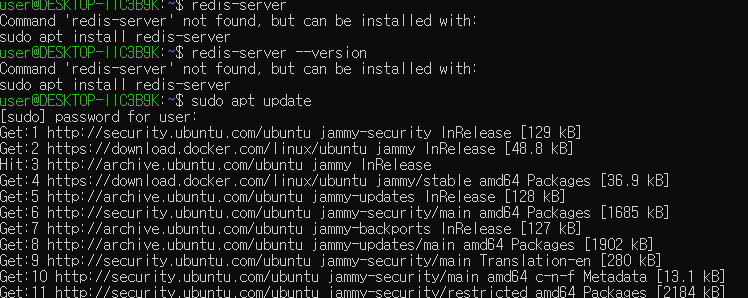 user@DESKTOP-IIC3B9K:~$ redis-server
Command 'redis-server' not found, but can be installed with:
sudo apt install redis-server
user@DESKTOP-IIC3B9K:~$ redis-server --version
Command 'redis-server' not found, but can be installed with:
sudo apt install redis-server
user@DESKTOP-IIC3B9K:~$ sudo apt update
[sudo] password for user:
Get:1 http://security.ubuntu.com/ubuntu jammy-security InRelease [129 kB]
Get:2 https://download.docker.com/linux/ubuntu jammy InRelease [48.8 kB]
Hit:3 http://archive.ubuntu.com/ubuntu jammy InRelease
Get:4 https://download.docker.com/linux/ubuntu jammy/stable amd64 Packages [36.9 kB]
Get:5 http://archive.ubuntu.com/ubuntu jammy-updates InRelease [128 kB]
Get:6 http://security.ubuntu.com/ubuntu jammy-security/main amd64 Packages [1685 kB]
Get:7 http://archive.ubuntu.com/ubuntu jammy-backports InRelease [127 kB]
Get:8 http://archive.ubuntu.com/ubuntu jammy-updates/main amd64 Packages [1902 kB]
Get:9 http://security.ubuntu.com/ubuntu jammy-security/main Translation-en [280 kB]
Get:10 http://security.ubuntu.com/ubuntu jammy-security/main amd64 c-n-f Metadata [13.1 kB]
Get:11 http://security.ubuntu.com/ubuntu jammy-security/restricted amd64 Packages [2184 kB]